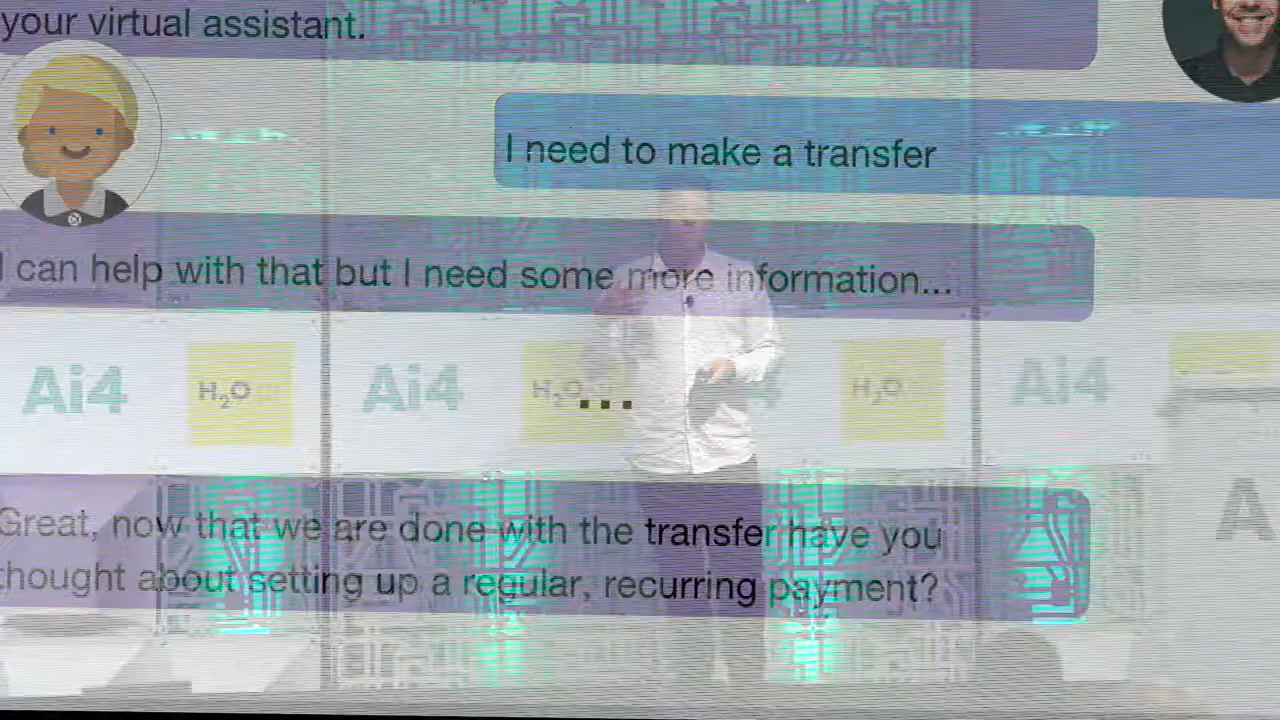 your virtual assistant.
I need to make a transfer
I can help with that but I need some more information...
Ai4
H2O
Ai4
H2O
H2O
Ai4
...
Great, now that we are done with the transfer have you
thought about setting up a regular, recurring payment?